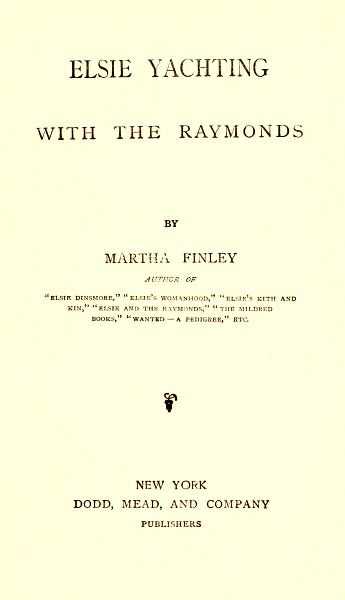 ELSIE YACHTING
WITH THE RAYMONDS
BY
MARTHA FINLEY
AUTHOR OF
"ELSIE DINSMORE," "ELSIE'S WOMANHOOD," "ELSIE'S KITH AND
KIN," "ELSIE AND THE RAYMONDS," "THE MILDRED
BOOKS," "WANTED—A PEDIGREE," ETC.
NEW YORK
DODD, MEAD, AND COMPANY
PUBLISHERS